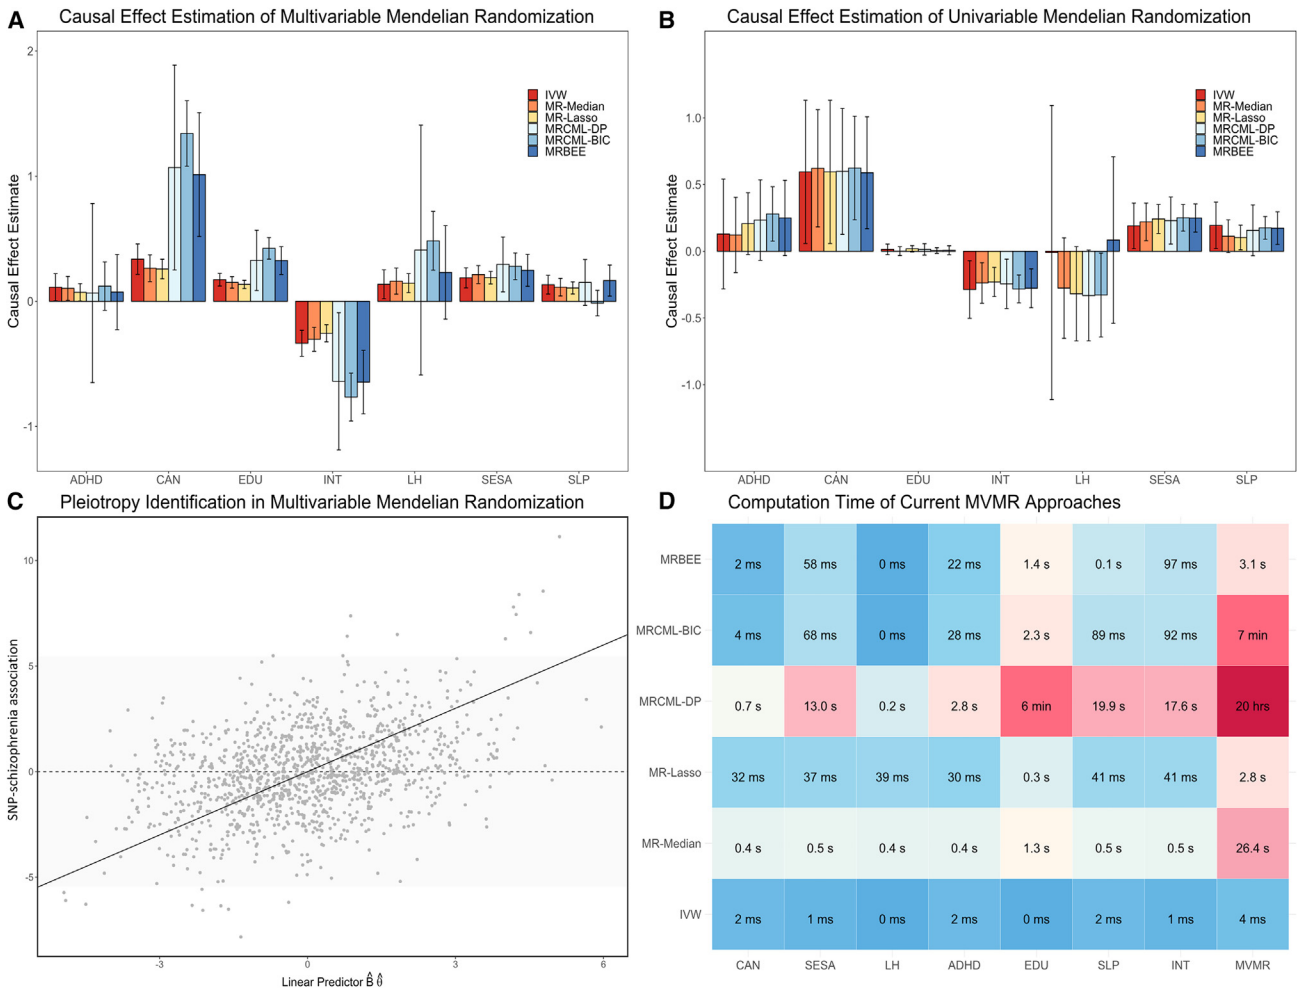 A
Causal Effect Estimation of Multivariable Mendelian Randomization
Causal Effect Estimate
2
1
0
-1
IVW
MR-Median
MR-Lasso
MRCML-DP
MRCML-BIC
MRBEE
ADHD CAN EDU INT LH SESA SLP
B
Causal Effect Estimation of Univariable Mendelian Randomization
Causal Effect Estimate
1.0
0.5
0.0
-0.5
-1.0
IVW
MR-Median
MR-Lasso
MRCML-DP
MRCML-BIC
MRBEE
ADHD CAN EDU INT LH SESA SLP
C
Pleiotropy Identification in Multivariable Mendelian Randomization
SNP-schizophrenia association
10
5
0
-5
-3 0 3 6
Linear Predictor B̂ θ̂
D
Computation Time of Current MVMR Approaches
MRBEE 2 ms 58 ms 0 ms 22 ms 1.4 s 0.1 s 97 ms 3.1 s
MRCML-BIC 4 ms 68 ms 0 ms 28 ms 2.3 s 89 ms 92 ms 7 min
MRCML-DP 0.7 s 13.0 s 0.2 s 2.8 s 6 min 19.9 s 17.6 s 20 hrs
MR-Lasso 32 ms 37 ms 39 ms 30 ms 0.3 s 41 ms 41 ms 2.8 s
MR-Median 0.4 s 0.5 s 0.4 s 0.4 s 1.3 s 0.5 s 0.5 s 26.4 s
IVW 2 ms 1 ms 0 ms 2 ms 0 ms 2 ms 1 ms 4 ms
CAN SESA LH ADHD EDU SLP INT MVMR